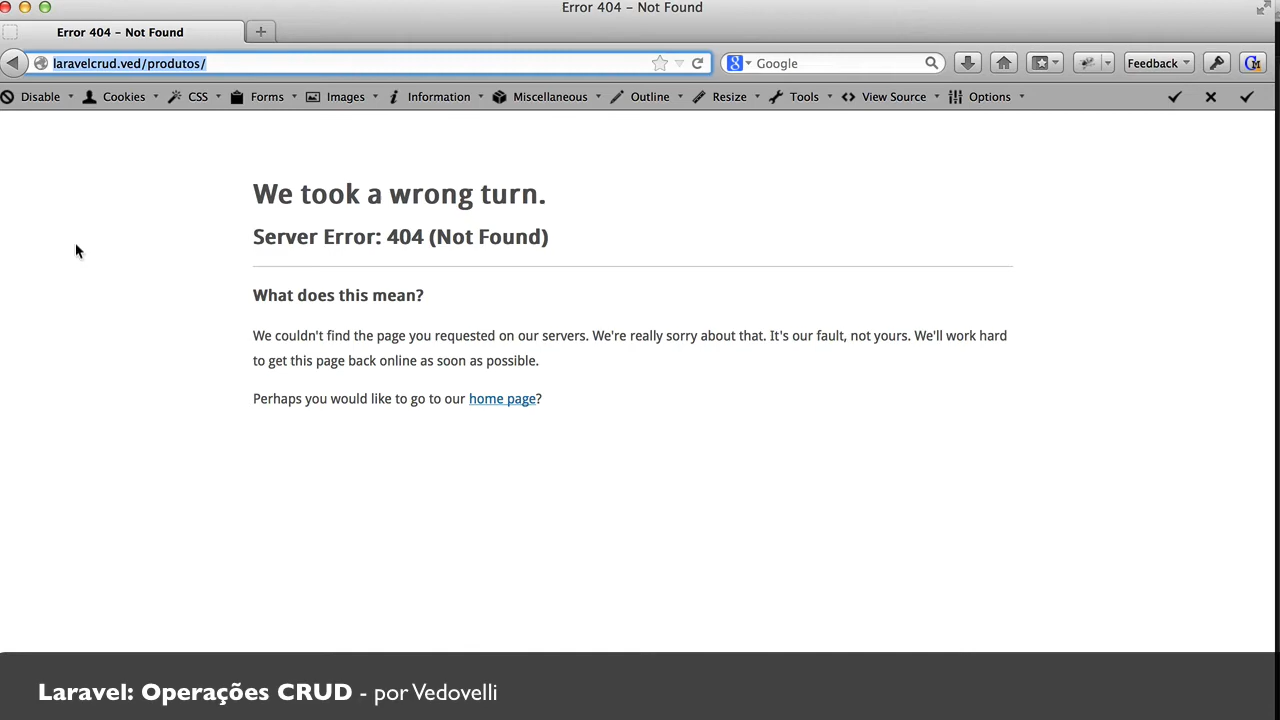 Error 404 – Not Found
Error 404 – Not Found
laravelcrud.ved/produtos/
Google
Feedback
Disable
Cookies
CSS
Forms
Images
Information
Miscellaneous
Outline
Resize
Tools
View Source
Options
We took a wrong turn.
Server Error: 404 (Not Found)
What does this mean?
We couldn't find the page you requested on our servers. We're really sorry about that. It's our fault, not yours. We'll work hard
to get this page back online as soon as possible.
Perhaps you would like to go to our home page?
Laravel: Operações CRUD - por Vedovelli